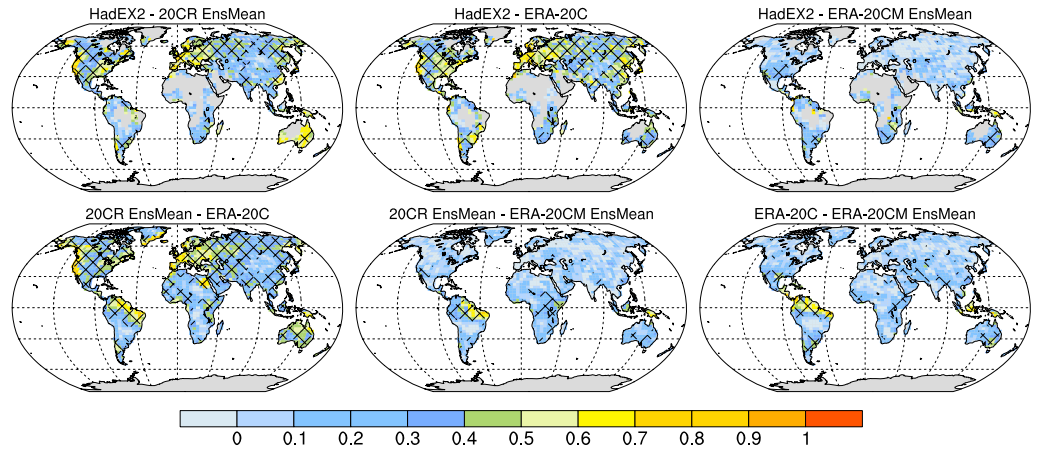 HadEX2 - 20CR EnsMean
HadEX2 - ERA-20C
HadEX2 - ERA-20CM EnsMean
20CR EnsMean - ERA-20C
20CR EnsMean - ERA-20CM EnsMean
ERA-20C - ERA-20CM EnsMean
0 0.1 0.2 0.3 0.4 0.5 0.6 0.7 0.8 0.9 1